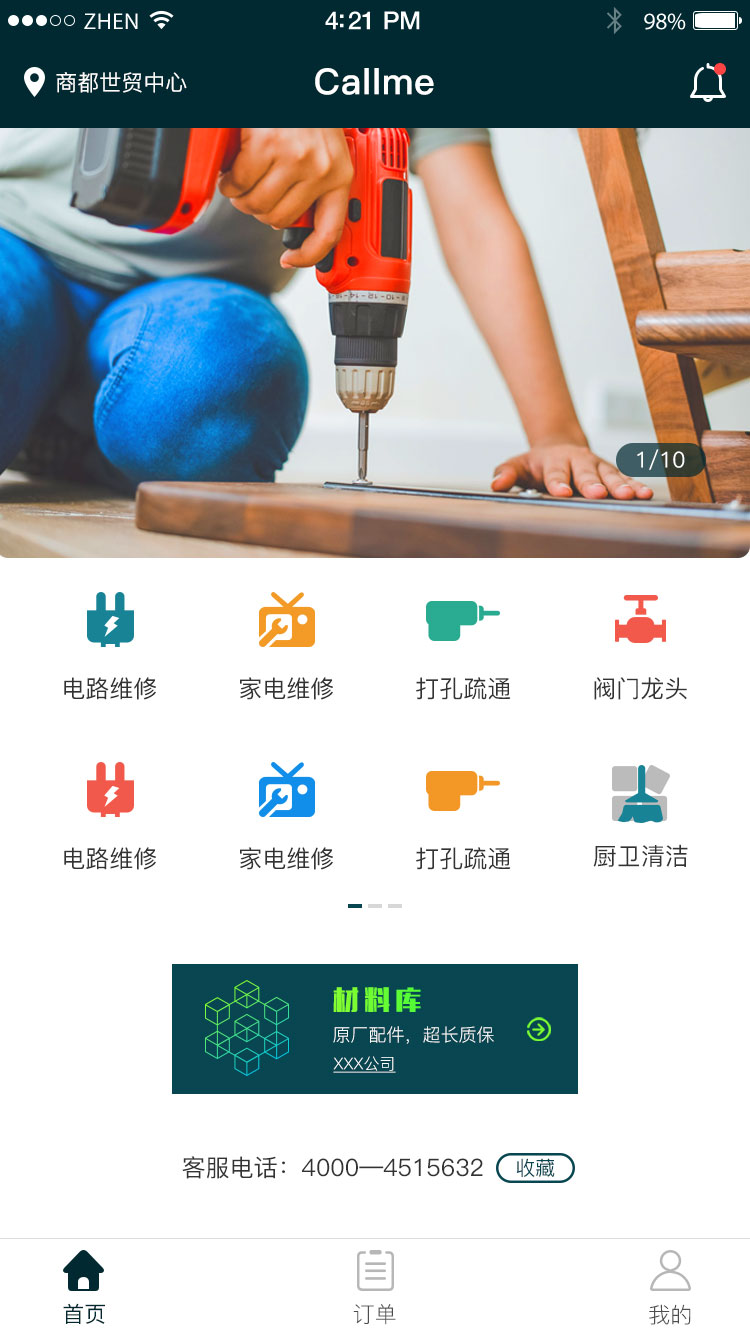 ZHEN 4:21 PM 98%
商都世贸中心 Callme
1/10
电路维修 家电维修 打孔疏通 阀门龙头
电路维修 家电维修 打孔疏通 厨卫清洁
材料库
原厂配件，超长质保
XXX公司
客服电话：4000—4515632 收藏
首页 订单 我的